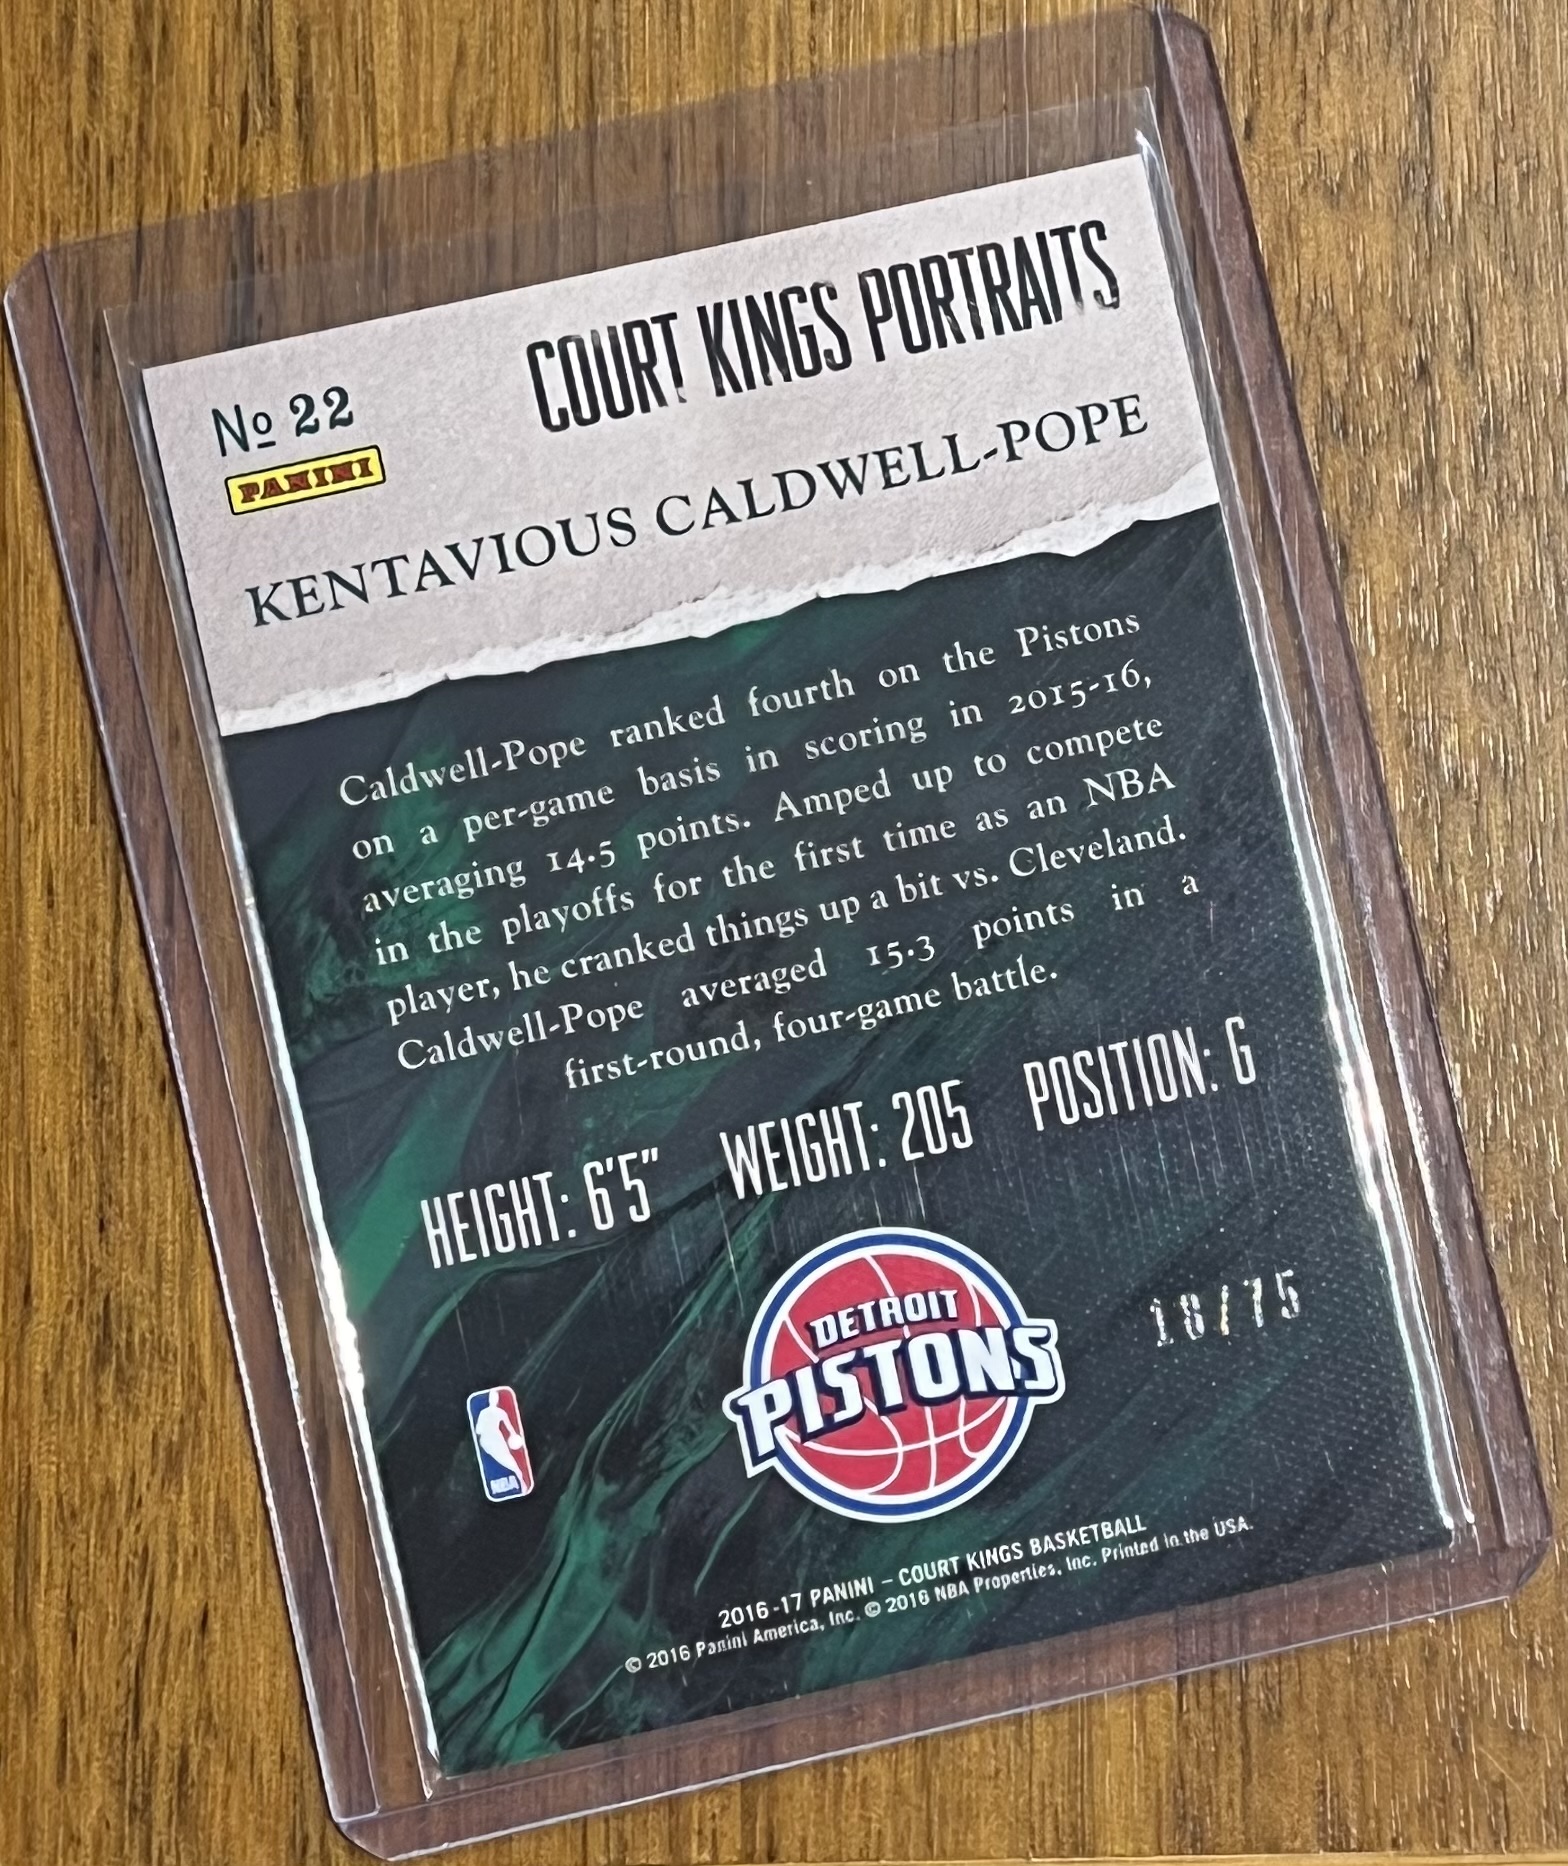 COURT KINGS PORTRAITS
Nº 22
PANINI
KENTAVIOUS CALDWELL-POPE
Caldwell-Pope ranked fourth on the Pistons
on a per-game basis in scoring in 2015-16,
averaging 14.5 points. Amped up to compete
in the playoffs for the first time as an NBA
player, he cranked things up a bit vs. Cleveland.
Caldwell-Pope averaged 15.3 points in a
first-round, four-game battle.
HEIGHT: 6'5" WEIGHT: 205 POSITION: G
18/75
DETROIT
PISTONS
NBA
2016-17 PANINI – COURT KINGS BASKETBALL
© 2016 Panini America, Inc. © 2016 NBA Properties, Inc. Printed in the USA.